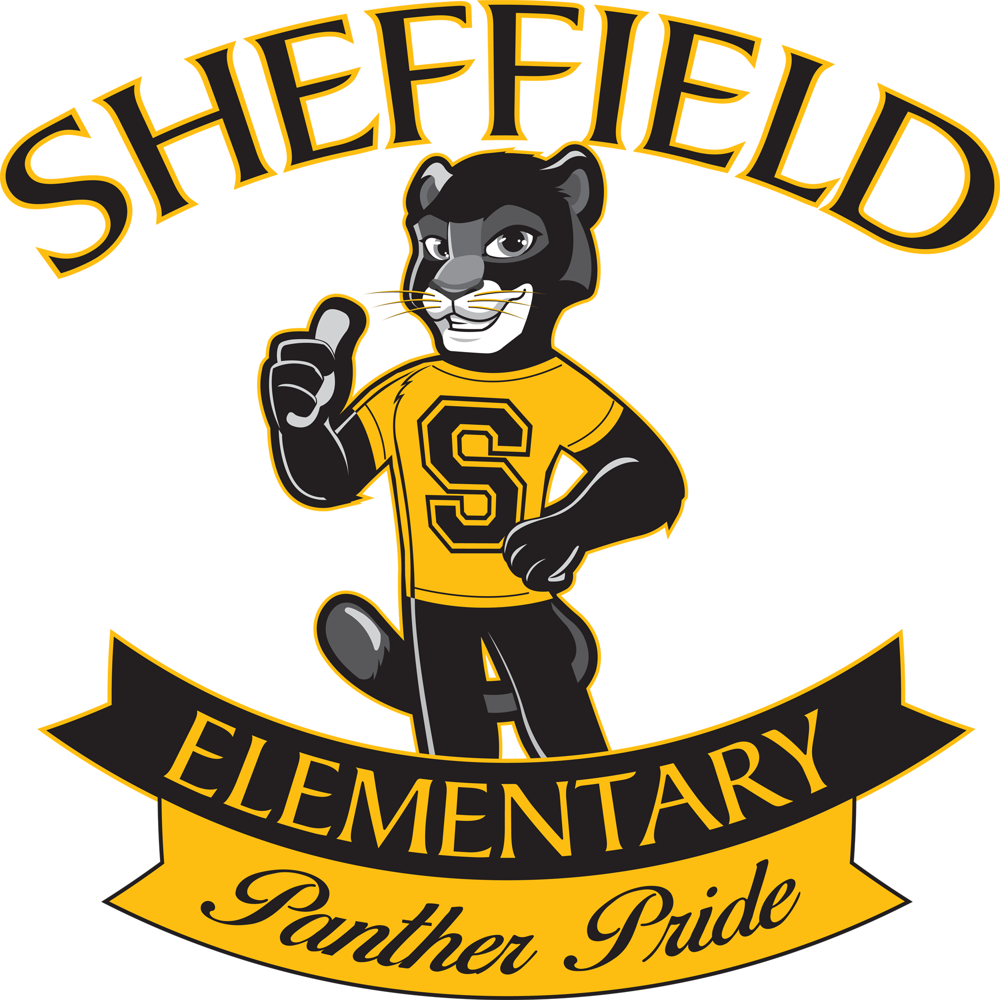 SHEFFIELD
S
ELEMENTARY
Panther Pride